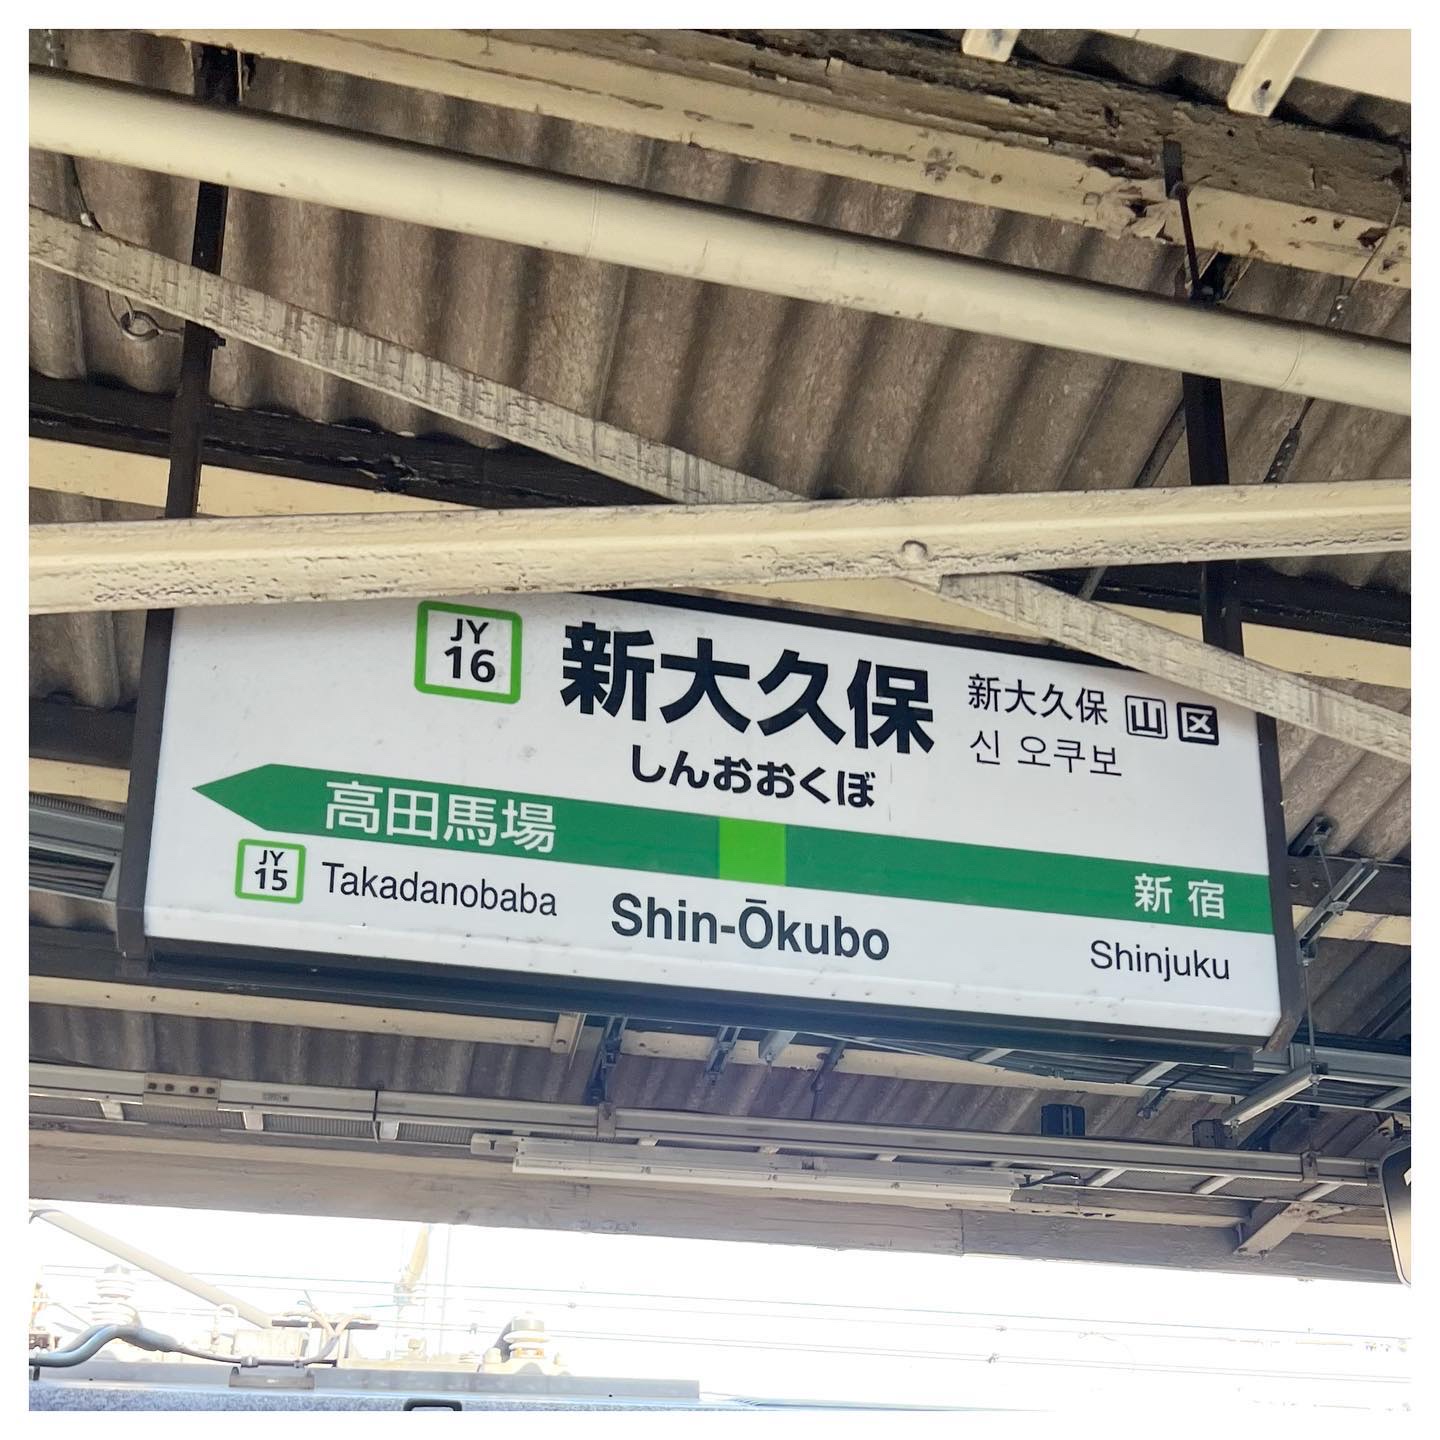 JY
16
新大久保
しんおおくぼ
新大久保 山 区
신 오쿠보
高田馬場
新宿
JY
15
Takadanobaba
Shin-Ōkubo
Shinjuku